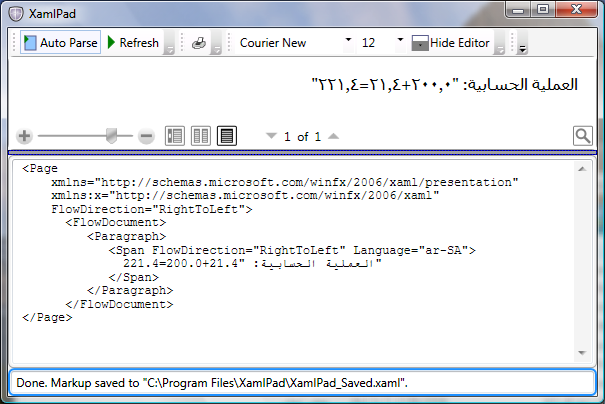 XamlPad
Auto Parse Refresh Courier New 12 Hide Editor
العملية الحسابية: "٢٠٠,٠+٢١,٤=٢٢١,٤"
1 of 1
<Page
xmlns="http://schemas.microsoft.com/winfx/2006/xaml/presentation"
xmlns:x="http://schemas.microsoft.com/winfx/2006/xaml"
FlowDirection="RightToLeft">
<FlowDocument>
<Paragraph>
<Span FlowDirection="RightToLeft" Language="ar-SA">
العملية الحسابية: "200.0+21.4=221.4"
</Span>
</Paragraph>
</FlowDocument>
</Page>
Done. Markup saved to "C:\Program Files\XamlPad\XamlPad_Saved.xaml".